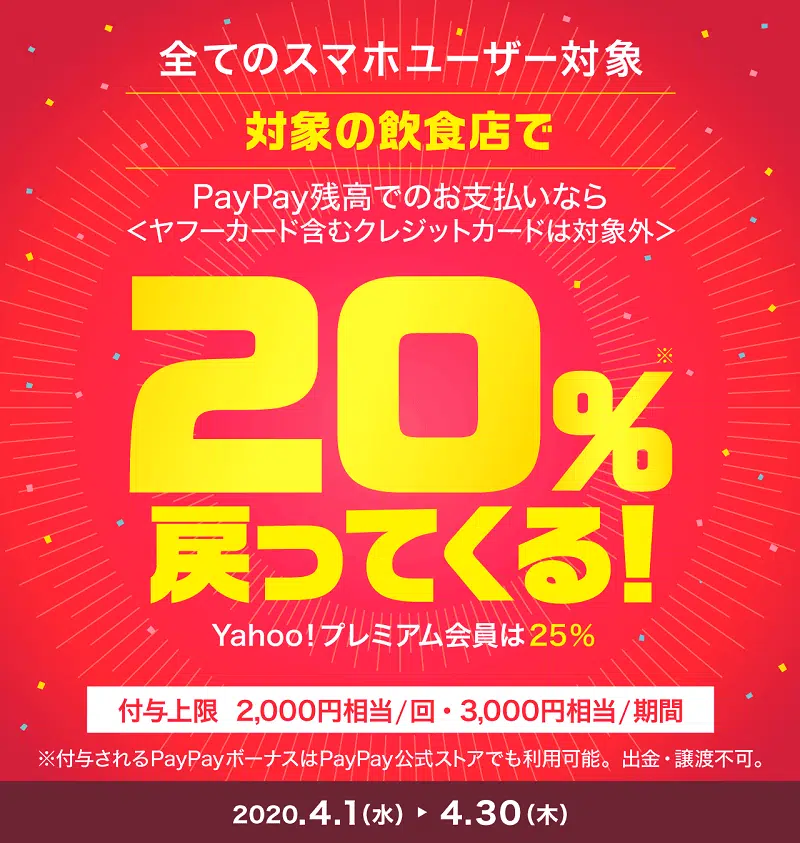 全てのスマホユーザー対象
対象の飲食店で
PayPay残高でのお支払いなら
<ヤフーカード含むクレジットカードは対象外>
20%※
戻ってくる!
Yahoo!プレミアム会員は25%
付与上限 2,000円相当/回・3,000円相当/期間
※付与されるPayPayボーナスはPayPay公式ストアでも利用可能。出金・譲渡不可。
2020.4.1(水) ▶ 4.30(木)